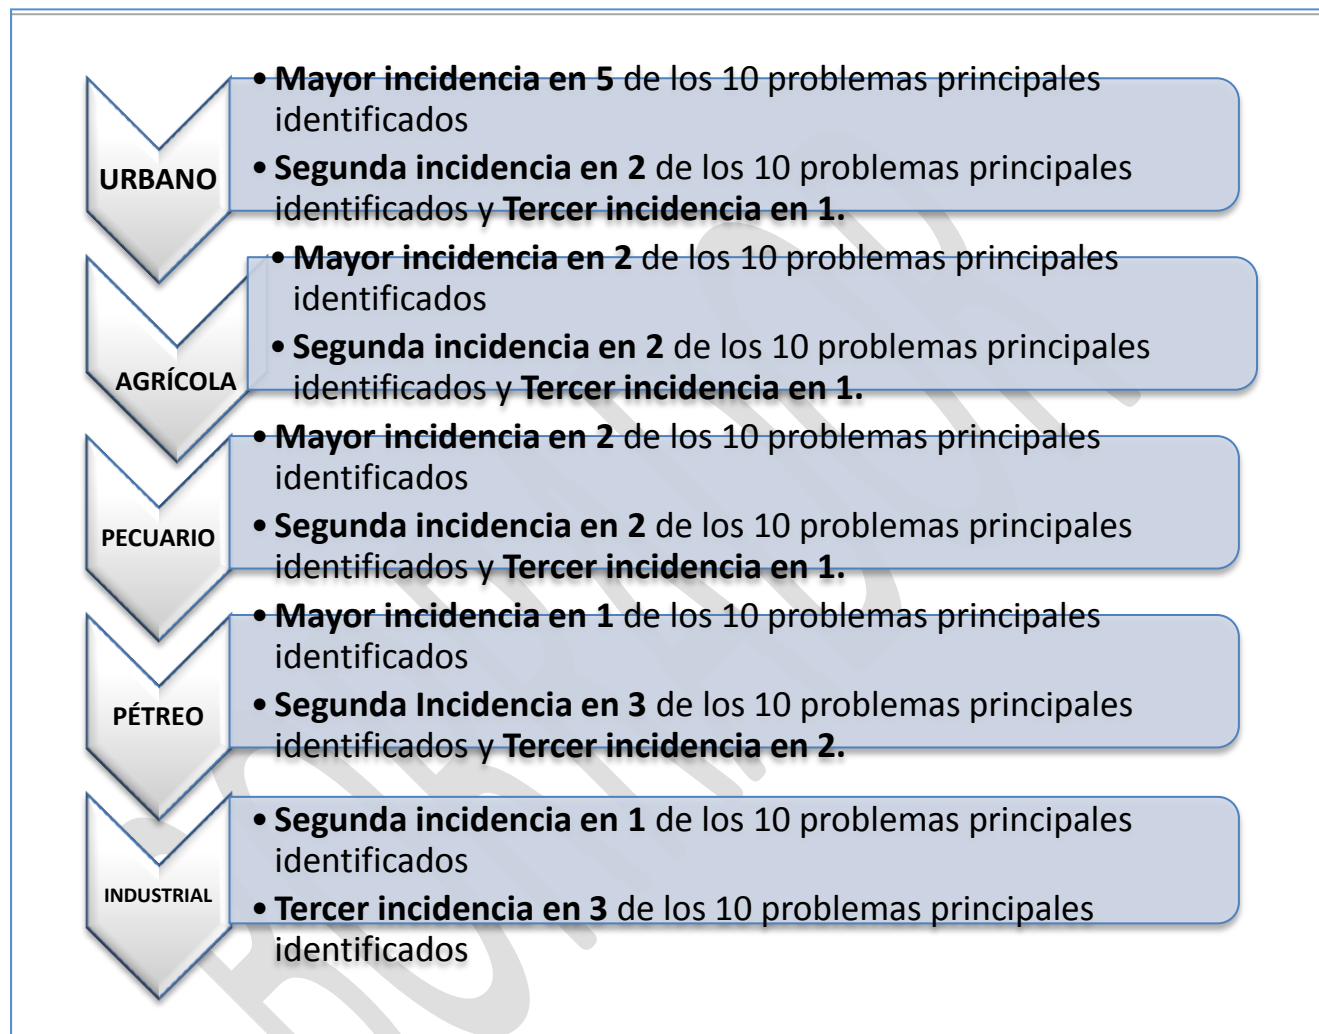 • Mayor incidencia en 5 de los 10 problemas principales
identificados
URBANO
• Segunda incidencia en 2 de los 10 problemas principales
identificados y Tercer incidencia en 1.
• Mayor incidencia en 2 de los 10 problemas principales
identificados
AGRÍCOLA
• Segunda incidencia en 2 de los 10 problemas principales
identificados y Tercer incidencia en 1.
• Mayor incidencia en 2 de los 10 problemas principales
identificados
PECUARIO
• Segunda incidencia en 2 de los 10 problemas principales
identificados y Tercer incidencia en 1.
• Mayor incidencia en 1 de los 10 problemas principales
identificados
PÉTREO
• Segunda Incidencia en 3 de los 10 problemas principales
identificados y Tercer incidencia en 2.
• Segunda incidencia en 1 de los 10 problemas principales
identificados
INDUSTRIAL
• Tercer incidencia en 3 de los 10 problemas principales
identificados
BORRADOR